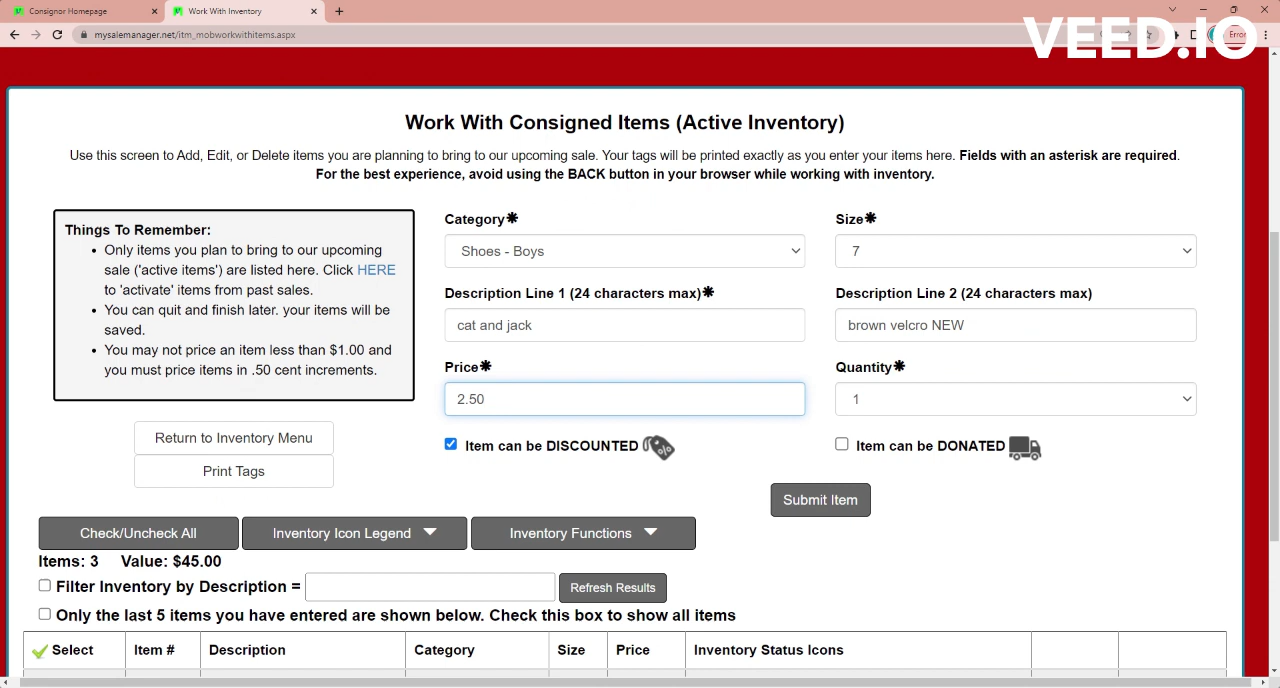 Consignor Homepage
Work With Inventory
mysalemanager.net/itm_mobworkwithitems.aspx
Error
VEED.IO
Work With Consigned Items (Active Inventory)
Use this screen to Add, Edit, or Delete items you are planning to bring to our upcoming sale. Your tags will be printed exactly as you enter your items here. Fields with an asterisk are required.
For the best experience, avoid using the BACK button in your browser while working with inventory.
Things To Remember:
• Only items you plan to bring to our upcoming
sale ('active items') are listed here. Click HERE
to 'activate' items from past sales.
• You can quit and finish later. your items will be
saved.
• You may not price an item less than $1.00 and
you must price items in .50 cent increments.
Return to Inventory Menu
Print Tags
Category✱
Size✱
Shoes - Boys
7
Description Line 1 (24 characters max)✱
Description Line 2 (24 characters max)
cat and jack
brown velcro NEW
Price✱
Quantity✱
2.50
1
Item can be DISCOUNTED %
Item can be DONATED
Submit Item
Check/Uncheck All
Inventory Icon Legend
Inventory Functions
Items: 3 Value: $45.00
Filter Inventory by Description =
Refresh Results
Only the last 5 items you have entered are shown below. Check this box to show all items
Select Item # Description Category Size Price Inventory Status Icons